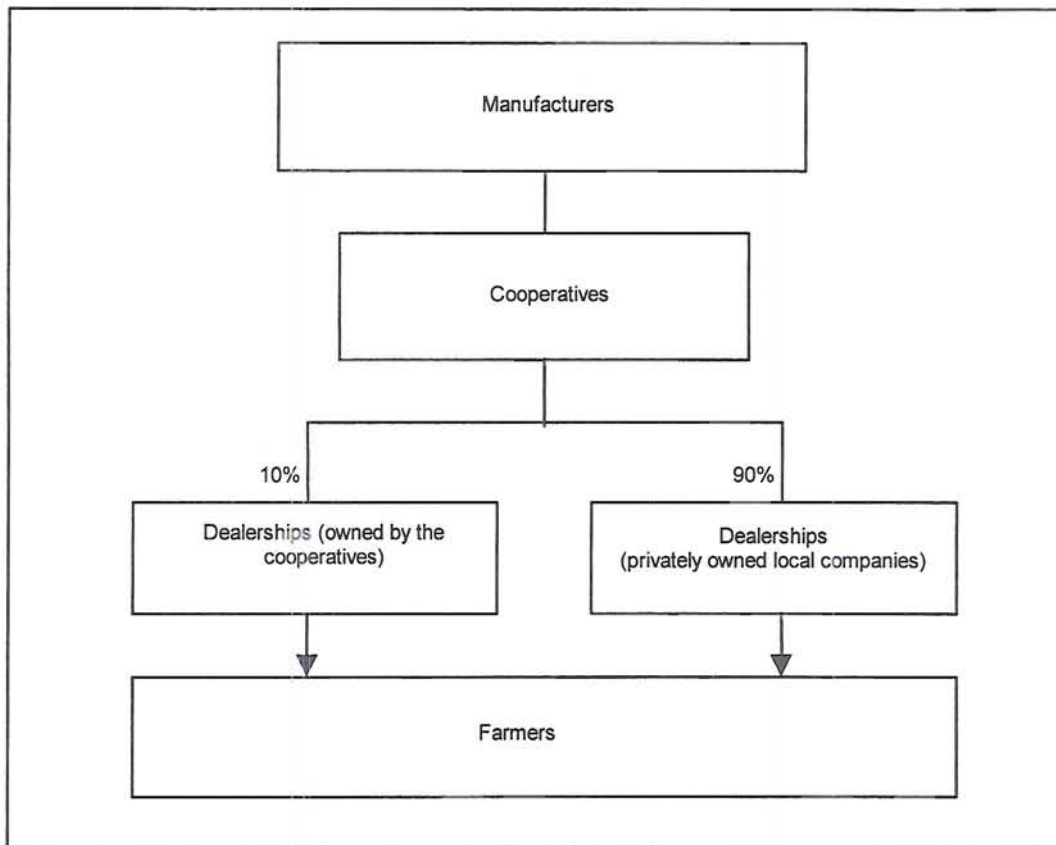 Manufacturers
Cooperatives
10%
90%
Dealerships (owned by the
cooperatives)
Dealerships
(privately owned local companies)
Farmers